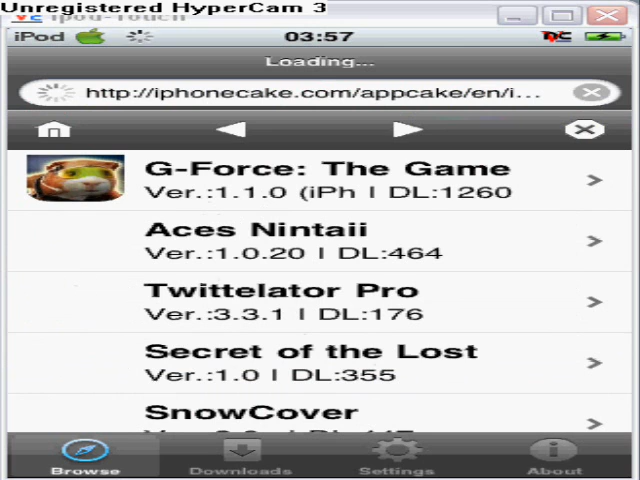 Unregistered HyperCam 3
ipod-Touch
iPod 03:57
Loading...
http://iphonecake.com/appcake/en/i...
G-Force: The Game
Ver.:1.1.0 (iPh | DL:1260
Aces Nintaii
Ver.:1.0.20 | DL:464
Twittelator Pro
Ver.:3.3.1 | DL:176
Secret of the Lost
Ver.:1.0 | DL:355
SnowCover
Browse Downloads Settings About